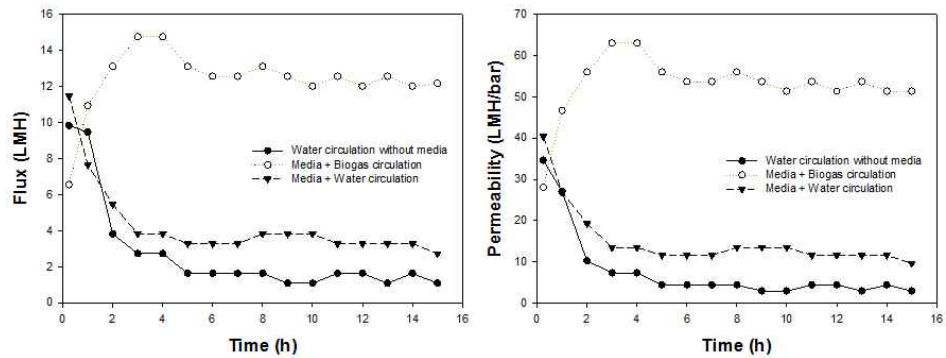 Flux (LMH)
16
14
12
10
8
6
4
2
0
0 2 4 6 8 10 12 14 16
Time (h)
Water circulation without media
Media + Biogas circulation
Media + Water circulation
Permeability (LMH/bar)
70
60
50
40
30
20
10
0
0 2 4 6 8 10 12 14 16
Time (h)
Water circulation without media
Media + Biogas circulation
Media + Water circulation